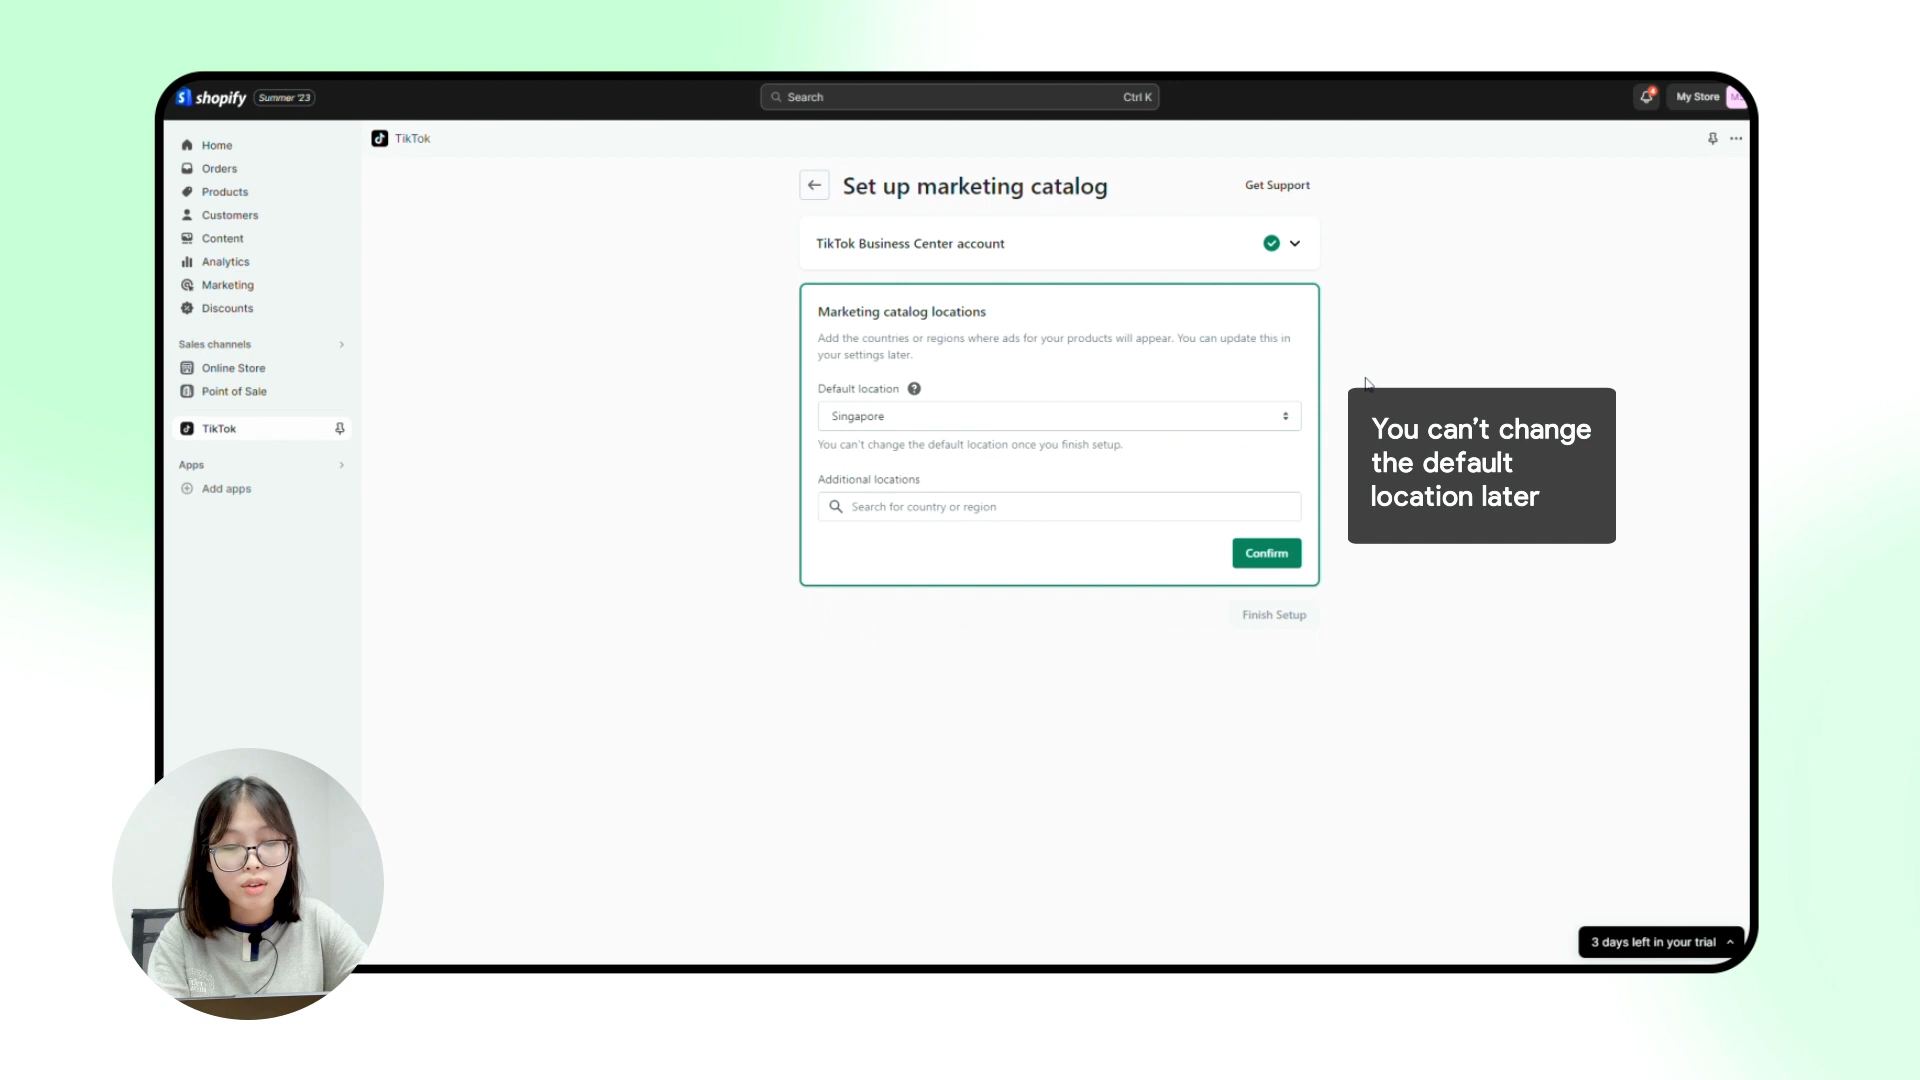 shopify Summer '23
Search Ctrl K
My Store
Home
Orders
Products
Customers
Content
Analytics
Marketing
Discounts
Sales channels
Online Store
Point of Sale
TikTok
Apps
Add apps
TikTok
Set up marketing catalog
Get Support
TikTok Business Center account
Marketing catalog locations
Add the countries or regions where ads for your products will appear. You can update this in
your settings later.
Default location
Singapore
You can't change the default location once you finish setup.
Additional locations
Search for country or region
Confirm
Finish Setup
You can't change
the default
location later
3 days left in your trial